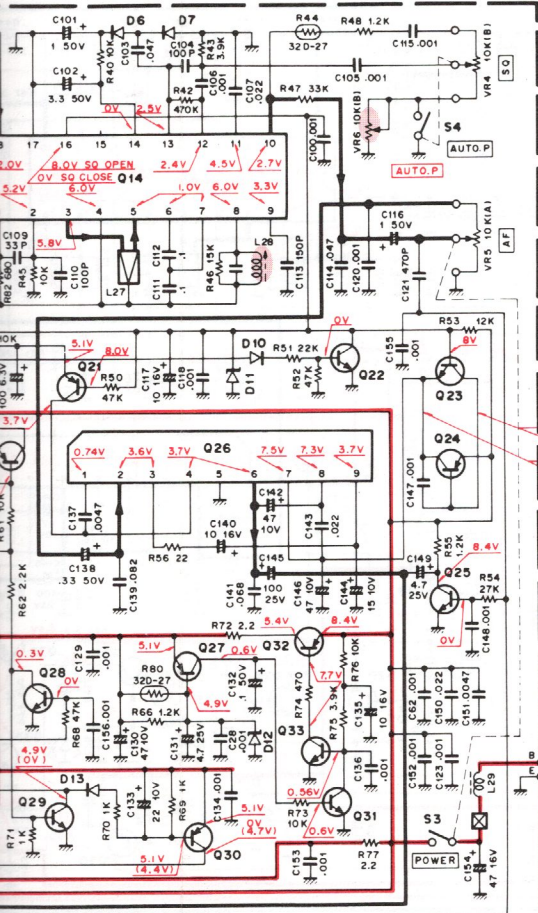 C101
1 50V
D6
D7
R40 10K
C103
.047
C104
100P
R43
3.9K
R44
32D-27
R48 1.2K
C115 .001
10K(B)
VR4
SQ
C102
3.3 50V
R42
470K
C106
.001
C107
.022
C105 .001
R47 33K
0V
2.5V
C100 .001
VR6 10K(B)
S4
AUTO.P
AUTO.P
17 16 15 14 13 12 11 10
8.0V SQ OPEN
0V SQ CLOSE
Q14
2.4V
4.5V
2.7V
2.0V
5.2V
6.0V
1.0V
6.0V
3.3V
2 3 4 5 6 7 8 9
5.8V
C109
33P
R82 680
R45
10K
C110
100P
L27
C112
.1
C111
.1
R46 15K
L28
C113 150P
C114 .047
C120 .001
C116
1 50V
C121 470P
10K(A)
VR5
AF
5.1V
8.0V
Q21
R50
47K
C117
10 16V
C118
.001
D10
D11
R51 22K
R52
47K
0V
Q22
C155
.001
R53
12K
8V
Q23
Q24
C147 .001
100 6.3V
3.7V
Q26
0.74V
3.6V
3.7V
7.5V
7.3V
3.7V
1 2 3 4 5 6 7 8 9
C137
.0047
C138
.33 50V
C139 .082
R56 22
C140
10 16V
C142
47
10V
C143
.022
C141
.068
C145
100
25V
C146
47 10V
C144
15 10V
R62 2.2K
C149
4.7
25V
R55
1.2K
8.4V
Q25
R54
27K
0V
C148 .001
R72 2.2
5.4V
Q32
8.4V
0.3V
Q28
0V
C129
.001
5.1V
Q27
0.6V
R80
32D-27
4.9V
R66 1.2K
R68 47K
C156 .001
C130
47 10V
C131
4.7 25V
C28
.001
C132
.1 50V
D12
R74 470
7.7V
R76 10K
R75 3.9K
C135
10 16V
Q33
C136
.001
C62 .001
C150 .022
C151 .0047
C152 .001
C123 .001
4.9V
(0V)
D13
Q29
R71
1K
R70 1K
C133
22 10V
R69 1K
C134 .001
5.1V
0V
(4.7V)
Q30
5.1V
(4.4V)
0.56V
R73
10K
0.6V
Q31
C153
.001
R77
2.2
S3
POWER
L29
C154
47 16V
B
E